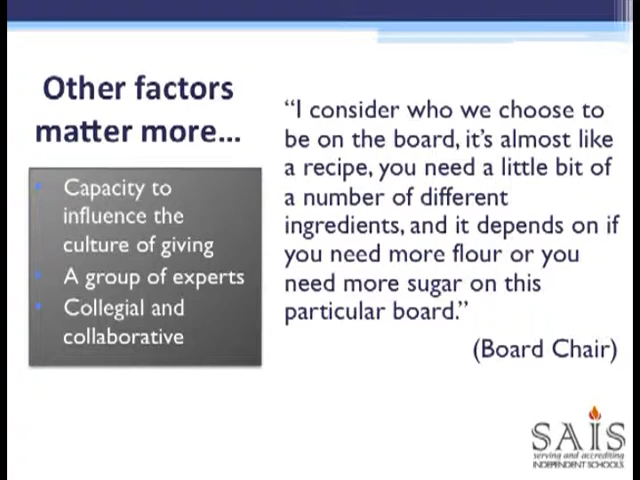 Other factors
matter more...
Capacity to
influence the
culture of giving
A group of experts
Collegial and
collaborative
“I consider who we choose to
be on the board, it’s almost like
a recipe, you need a little bit of
a number of different
ingredients, and it depends on if
you need more flour or you
need more sugar on this
particular board.”
(Board Chair)
SAIS
serving and accrediting
INDEPENDENT SCHOOLS